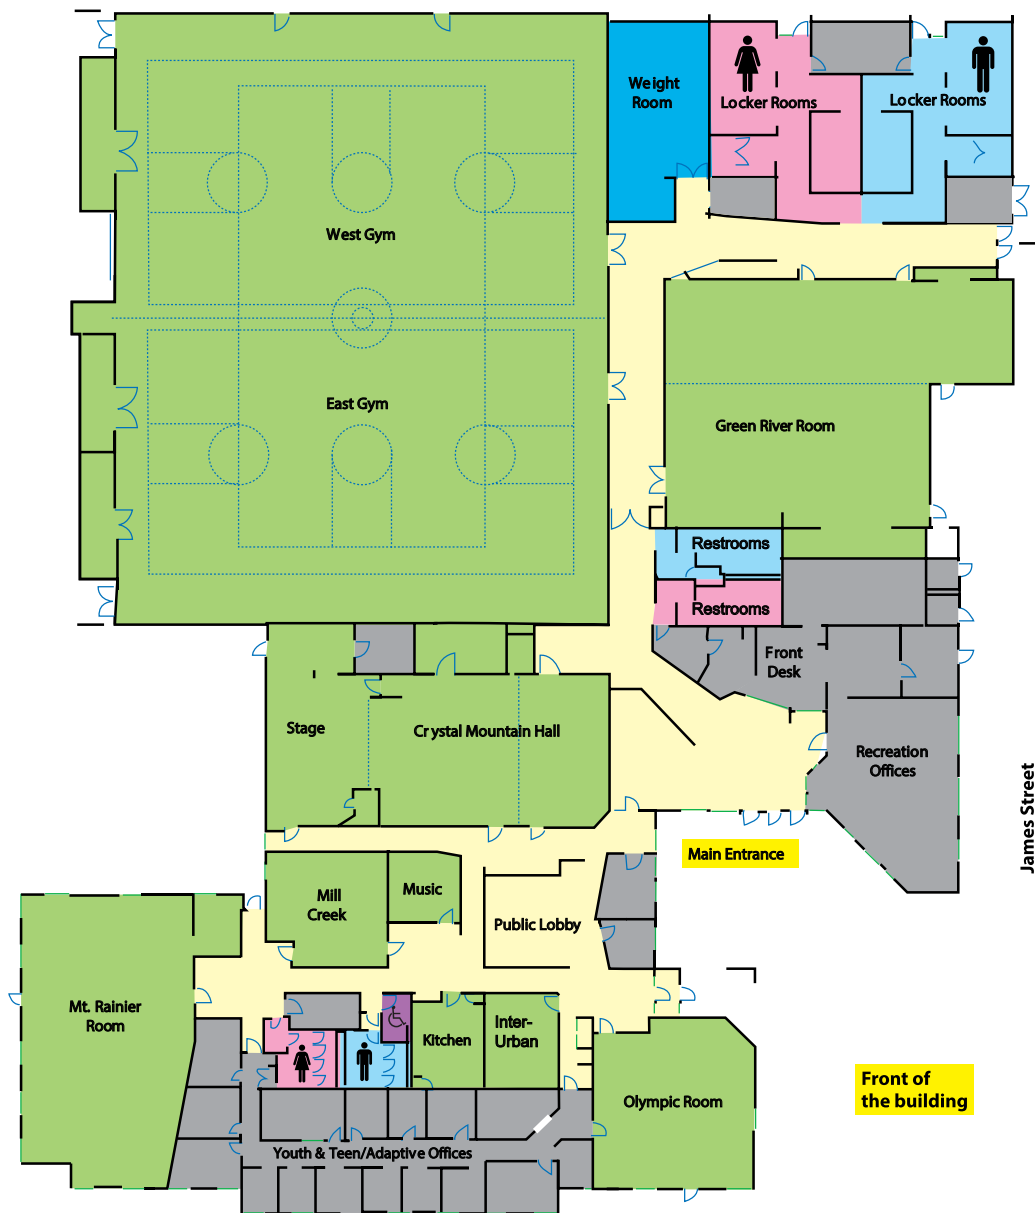 Weight
Room
Locker Rooms
Locker Rooms
West Gym
East Gym
Green River Room
Restrooms
Restrooms
Front
Desk
Stage
Crystal Mountain Hall
Recreation
Offices
James Street
Main Entrance
Mill
Creek
Music
Public Lobby
Mt. Rainier
Room
Kitchen
Inter-
Urban
Olympic Room
Front of
the building
Youth & Teen/Adaptive Offices